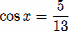 cos x = 5/13